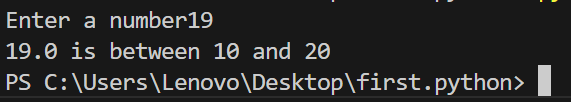 Enter a number19
19.0 is between 10 and 20
PS C:\Users\Lenovo\Desktop\first.python>